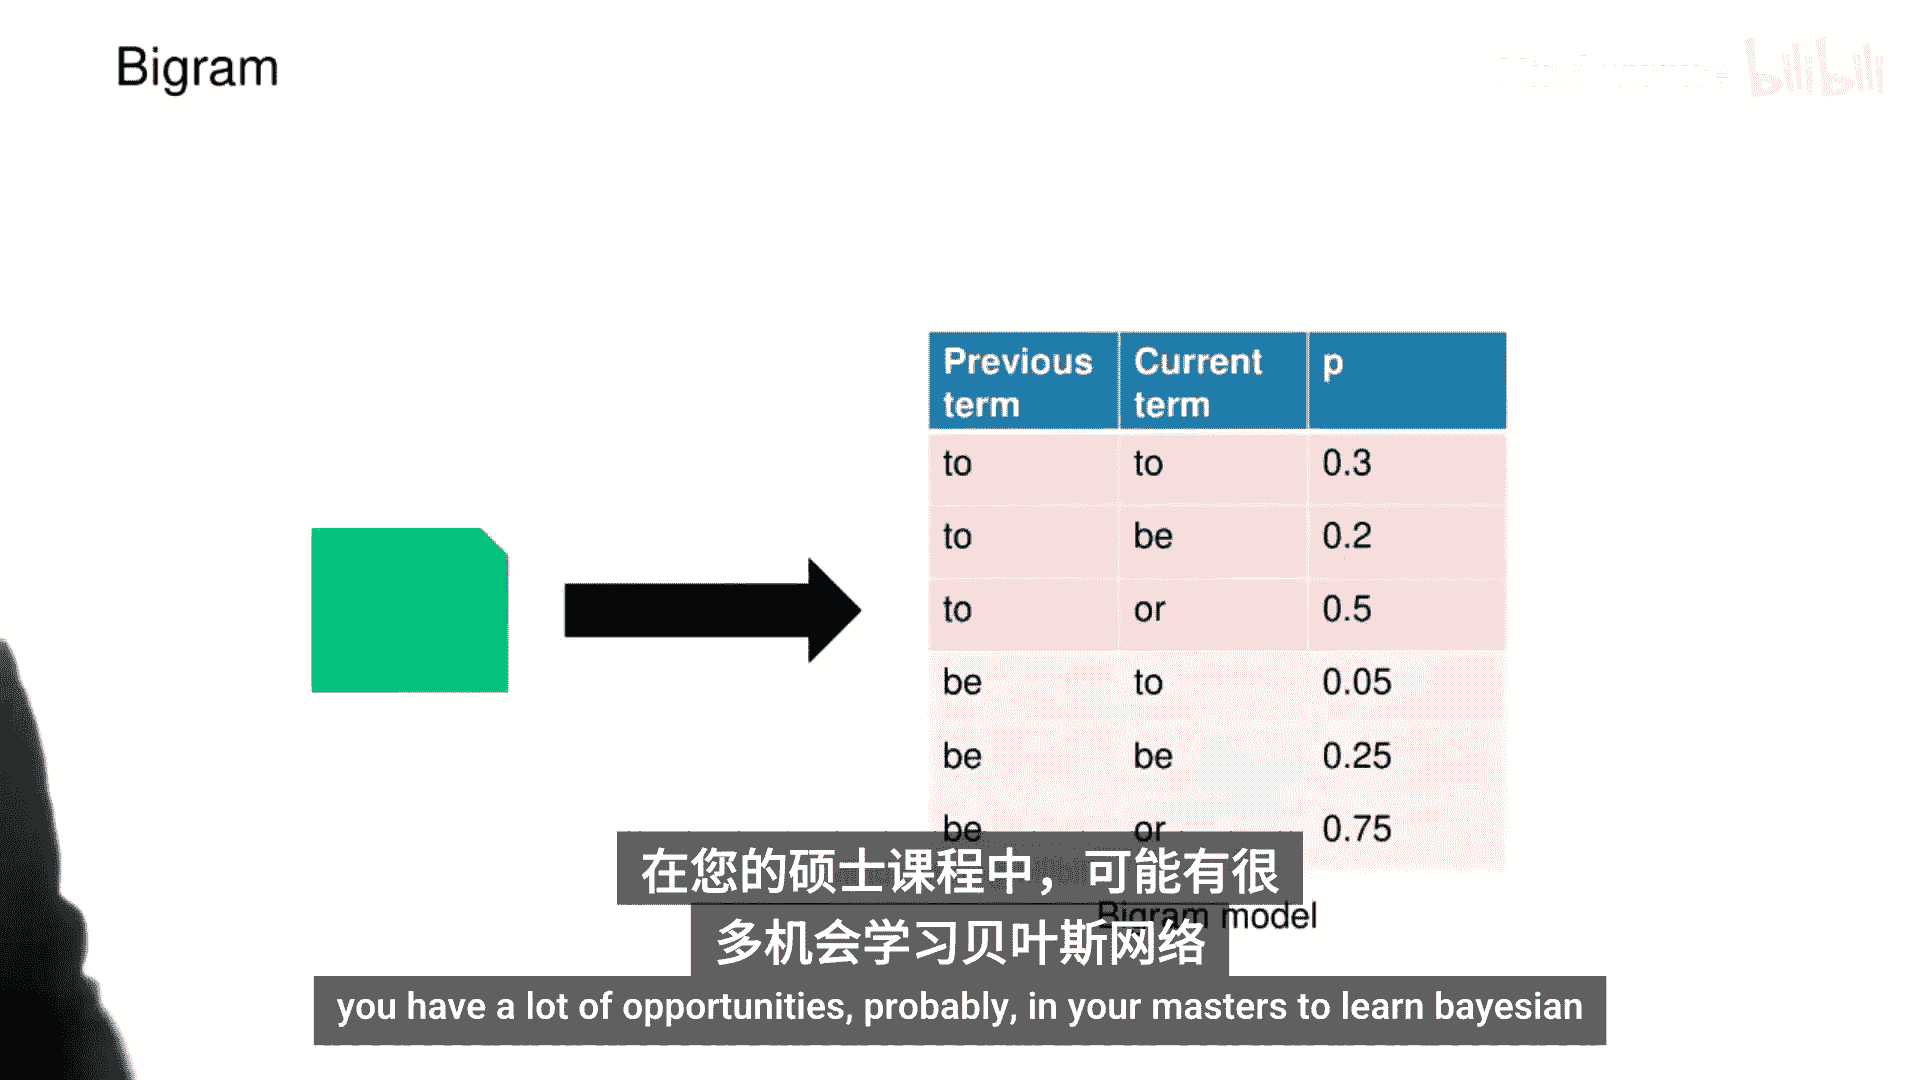 Bigram
bilibili
Previous term Current term p
to to 0.3
to be 0.2
to or 0.5
be to 0.05
be be 0.25
be or 0.75
Bigram model
在您的硕士课程中，可能有很
多机会学习贝叶斯网络
you have a lot of opportunities, probably, in your masters to learn bayesian